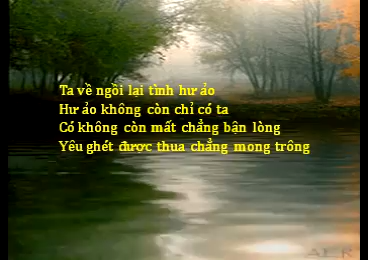 Ta về ngồi lại tình hư ảo
Hư ảo không còn chỉ có ta
Có không còn mất chẳng bận lòng
Yêu ghét được thua chẳng mong trông